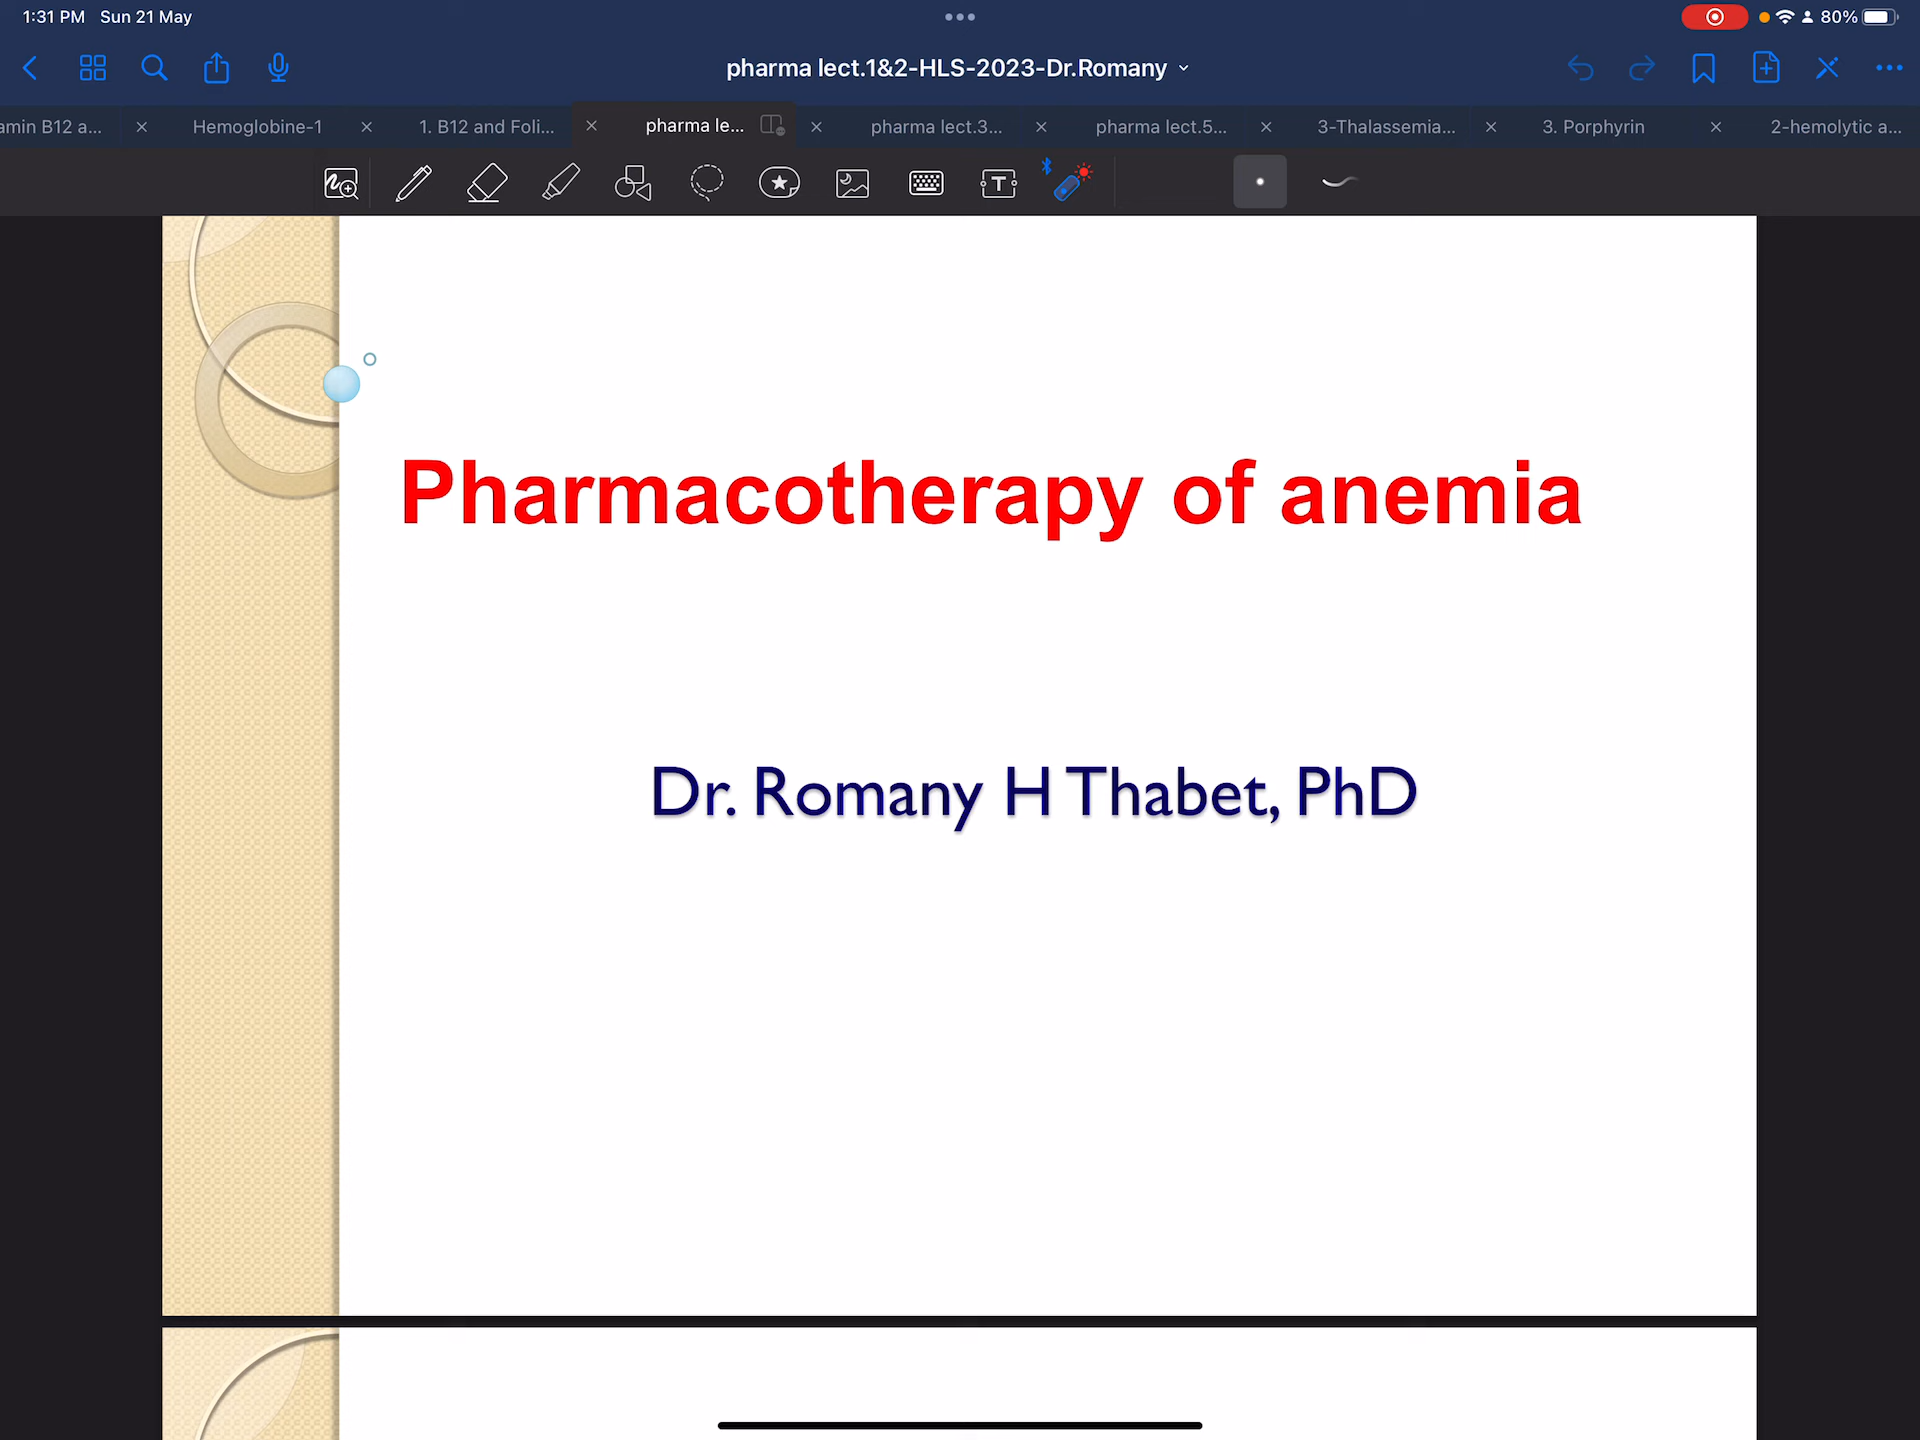 1:31 PM Sun 21 May
80%
pharma lect.1&2-HLS-2023-Dr.Romany
amin B12 a...
Hemoglobine-1
1. B12 and Foli...
pharma le...
pharma lect.3...
pharma lect.5...
3-Thalassemia...
3. Porphyrin
2-hemolytic a...
Pharmacotherapy of anemia
Dr. Romany H Thabet, PhD